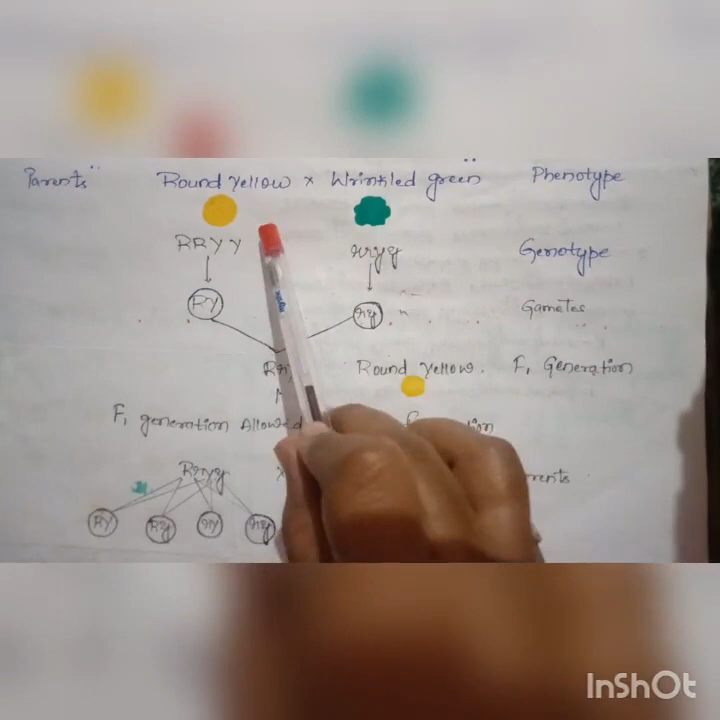 Parents Round Yellow × Wrinkled green Phenotype
RRYY rryy Genotype
RY ry Gametes
Round Yellow. F1 Generation
F1 generation Allowed
RrYy ×
RY Ry rY ry
InShOt